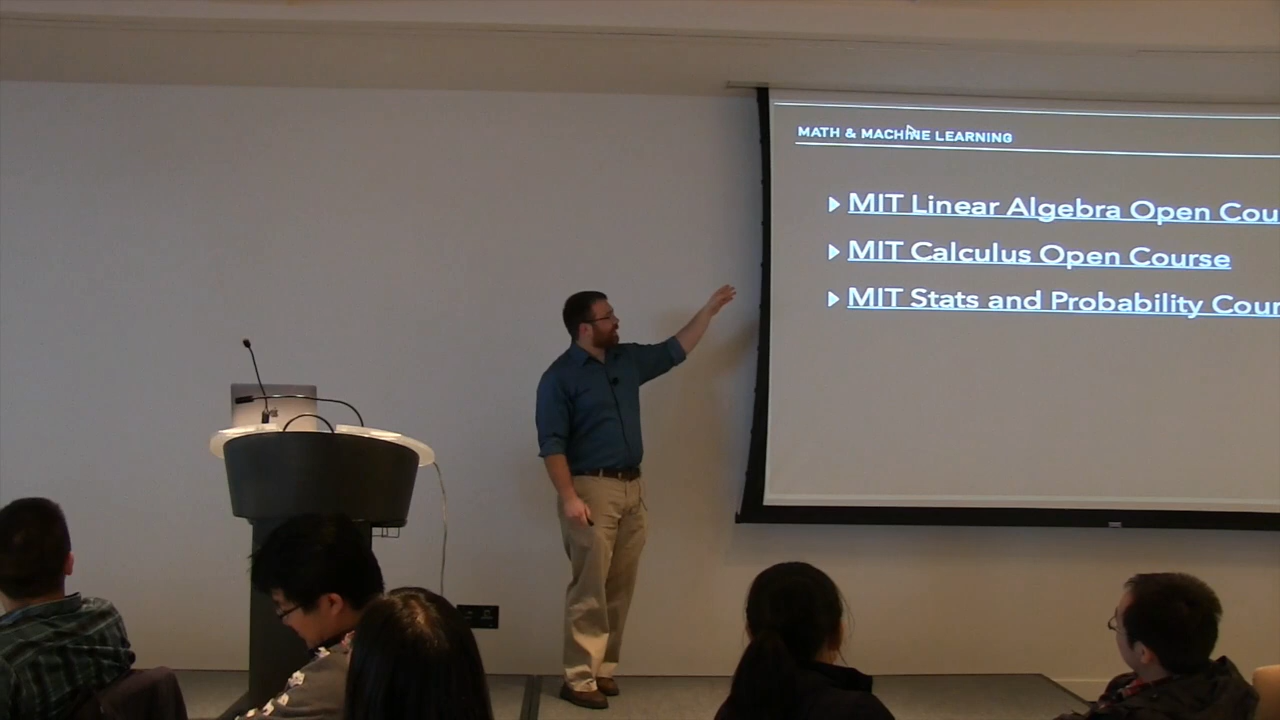 MATH & MACHINE LEARNING
MIT Linear Algebra Open Cou
MIT Calculus Open Course
MIT Stats and Probability Cour